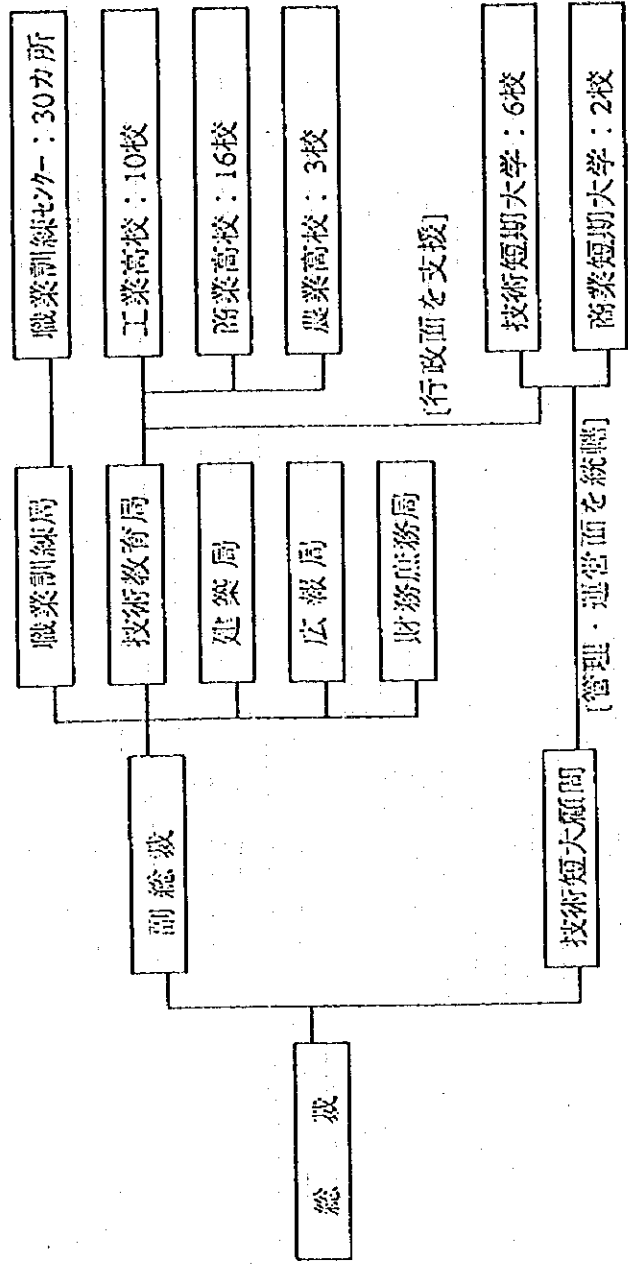 総裁
副総裁
技術短大顧問
職業訓練局
技術教育局
建築局
広報局
財務庶務局
職業訓練センター：30カ所
工業高校：10校
商業高校：16校
農業高校：3校
[行政面を支援]
技術短期大学：6校
商業短期大学：2校
[管理・運営面を統轄]